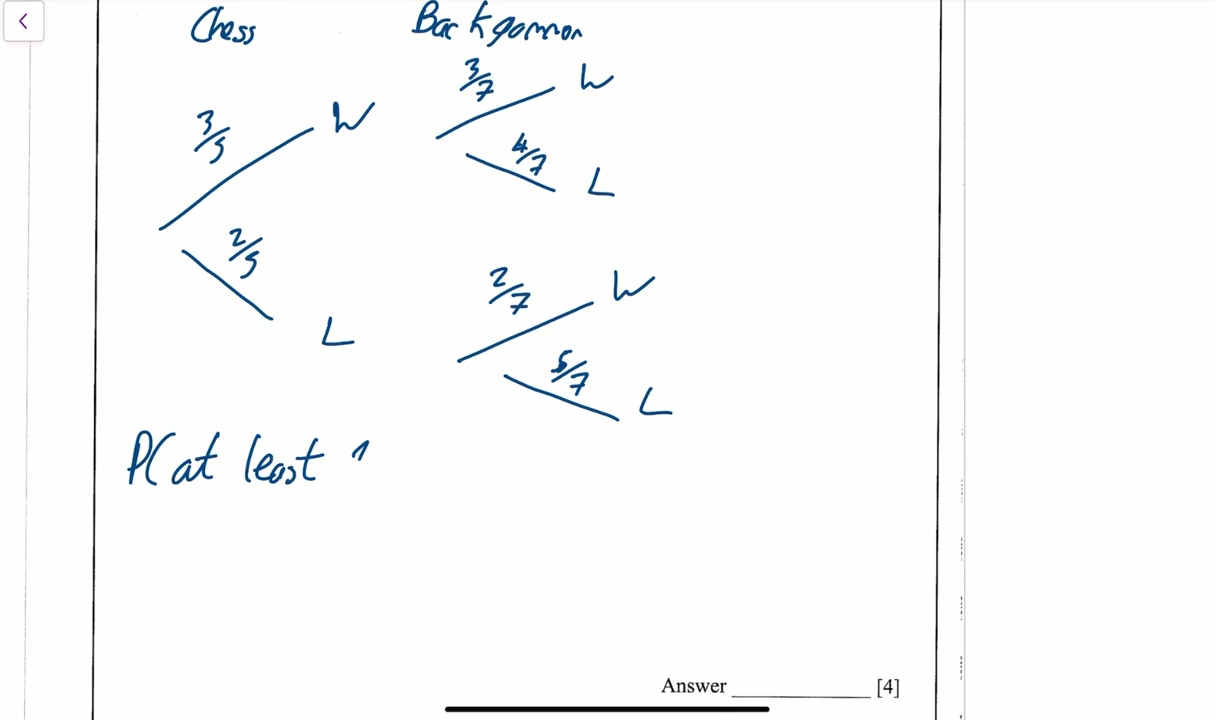 Chess Backgammon
3/7 W
3/5 W
4/7 L
2/5
2/7 W
L
5/7 L
P(at least 1
Answer ____________ [4]